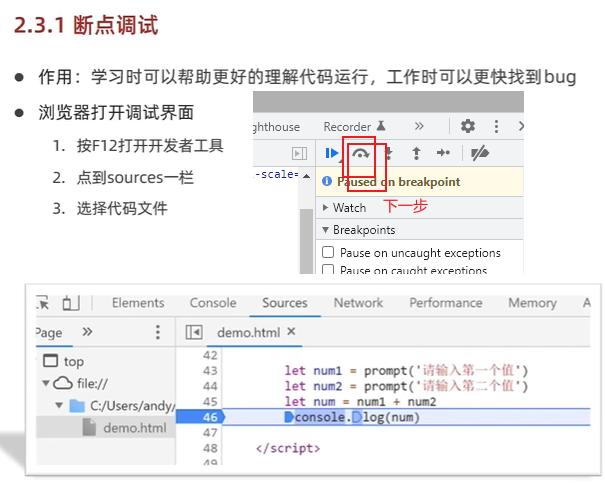 2.3.1 断点调试
● 作用：学习时可以帮助更好的理解代码运行，工作时可以更快找到bug
● 浏览器打开调试界面
1. 按F12打开开发者工具
2. 点到sources一栏
3. 选择代码文件
ghthouse Recorder »
-scale=
Paused on breakpoint
Watch 下一步
Breakpoints
Pause on uncaught exceptions
Pause on caught exceptions
Elements Console Sources Network Performance Memory A
Page » demo.html ×
top
file://
C:/Users/andy/
demo.html
42
43 let num1 = prompt('请输入第一个值')
44 let num2 = prompt('请输入第二个值')
45 let num = num1 + num2
46 console.log(num)
47
48 </script>
49